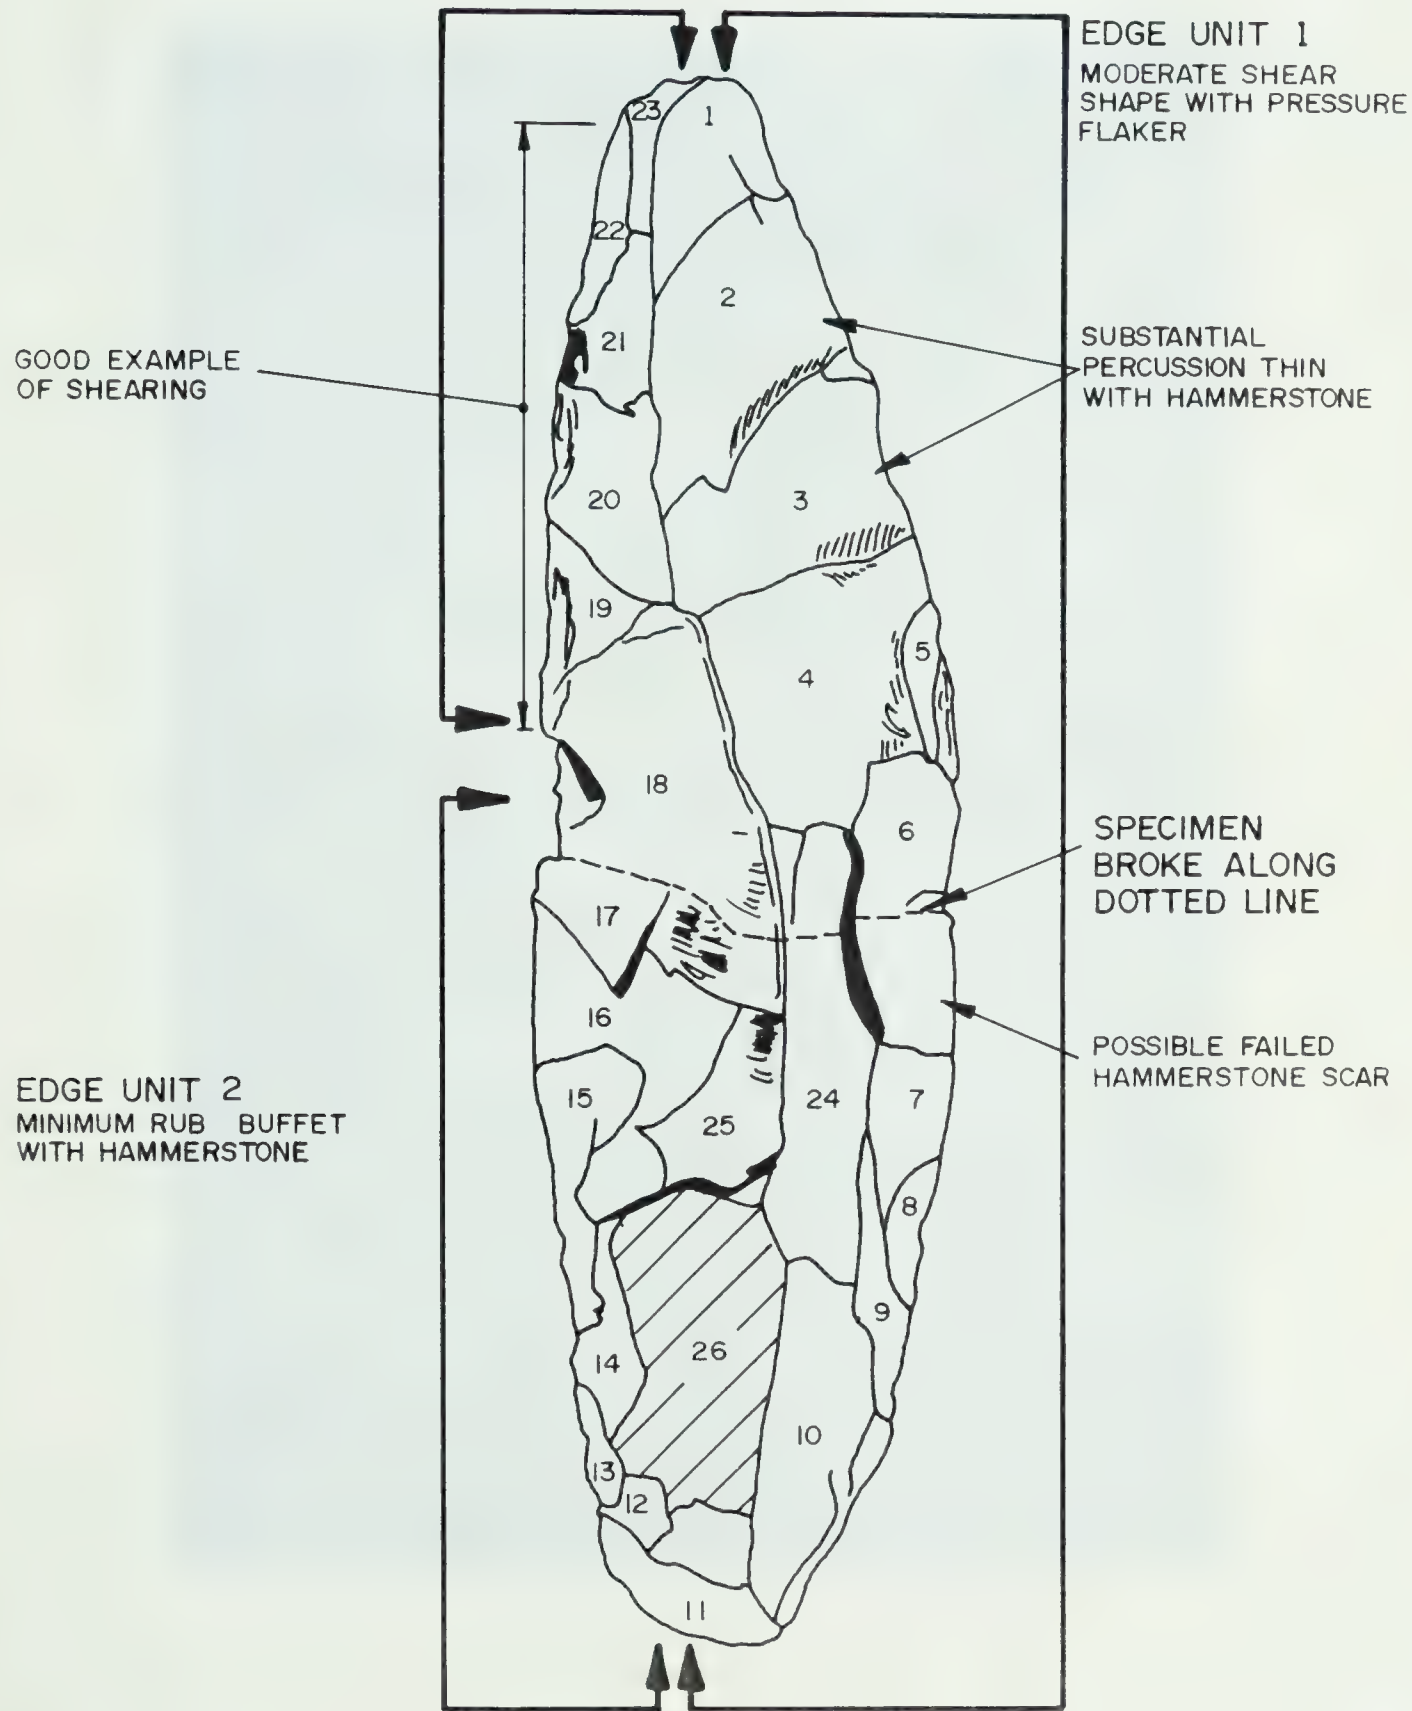 EDGE UNIT 1
MODERATE SHEAR
SHAPE WITH PRESSURE
FLAKER
23
1
22
2
21
SUBSTANTIAL
PERCUSSION THIN
WITH HAMMERSTONE
GOOD EXAMPLE
OF SHEARING
20
3
19
5
4
18
6
SPECIMEN
BROKE ALONG
DOTTED LINE
17
16
POSSIBLE FAILED
HAMMERSTONE SCAR
EDGE UNIT 2
MINIMUM RUB BUFFET
WITH HAMMERSTONE
15
24
7
25
8
9
26
14
10
13
12
11